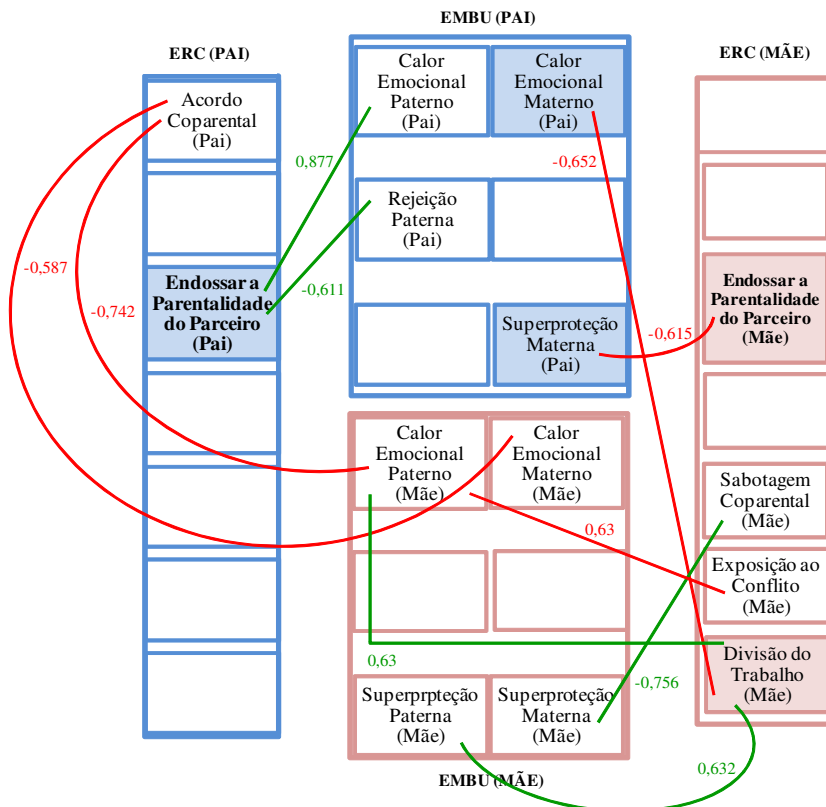 EMBU (PAI)
ERC (PAI)
ERC (MÃE)
Acordo
Coparental
(Pai)
Calor
Emocional
Paterno
(Pai)
Calor
Emocional
Materno
(Pai)
0,877
-0,652
Rejeição
Paterna
(Pai)
-0,587
-0,742
-0,611
Endossar a
Parentalidade
do Parceiro
(Pai)
Endossar a
Parentalidade
do Parceiro
(Mãe)
Superproteção
Materna
(Pai)
-0,615
Calor
Emocional
Paterno
(Mãe)
Calor
Emocional
Materno
(Mãe)
Sabotagem
Coparental
(Mãe)
0,63
Exposição ao
Conflito
(Mãe)
0,63
-0,756
Divisão do
Trabalho
(Mãe)
Superprpteção
Paterna
(Mãe)
Superproteção
Materna
(Mãe)
0,632
EMBU (MÃE)